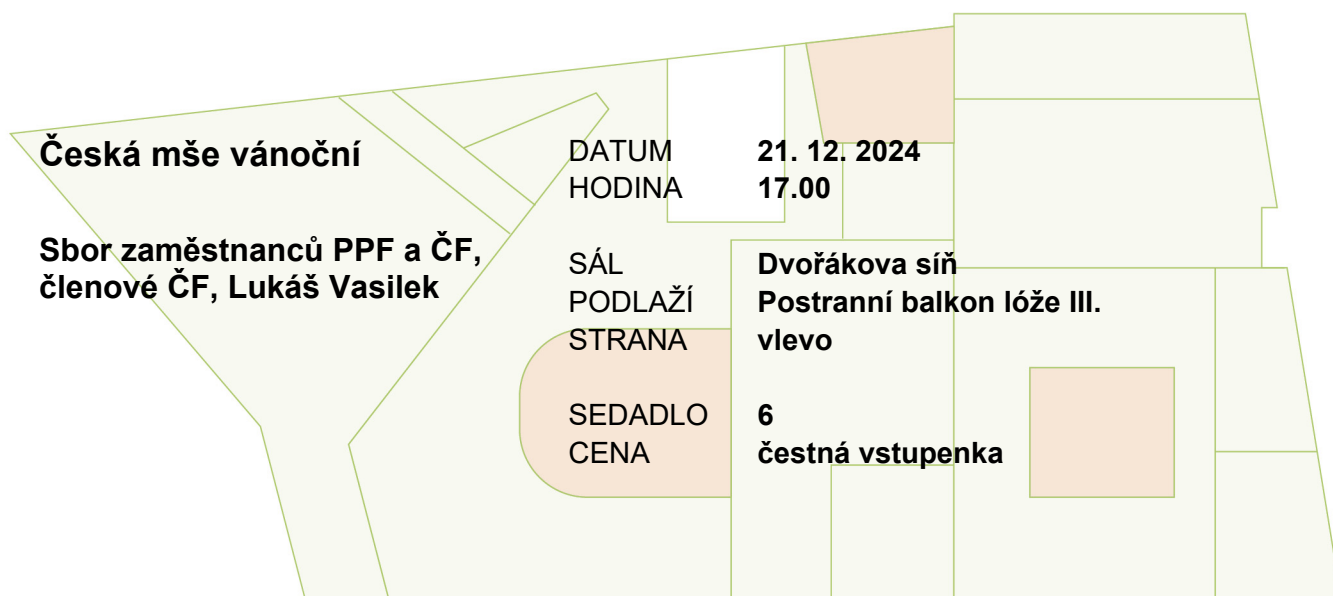 Česká mše vánoční
Sbor zaměstnanců PPF a ČF,
členové ČF, Lukáš Vasilek
DATUM 21. 12. 2024
HODINA 17.00
SÁL Dvořákova síň
PODLAŽÍ Postranní balkon lóže III.
STRANA vlevo
SEDADLO 6
CENA čestná vstupenka